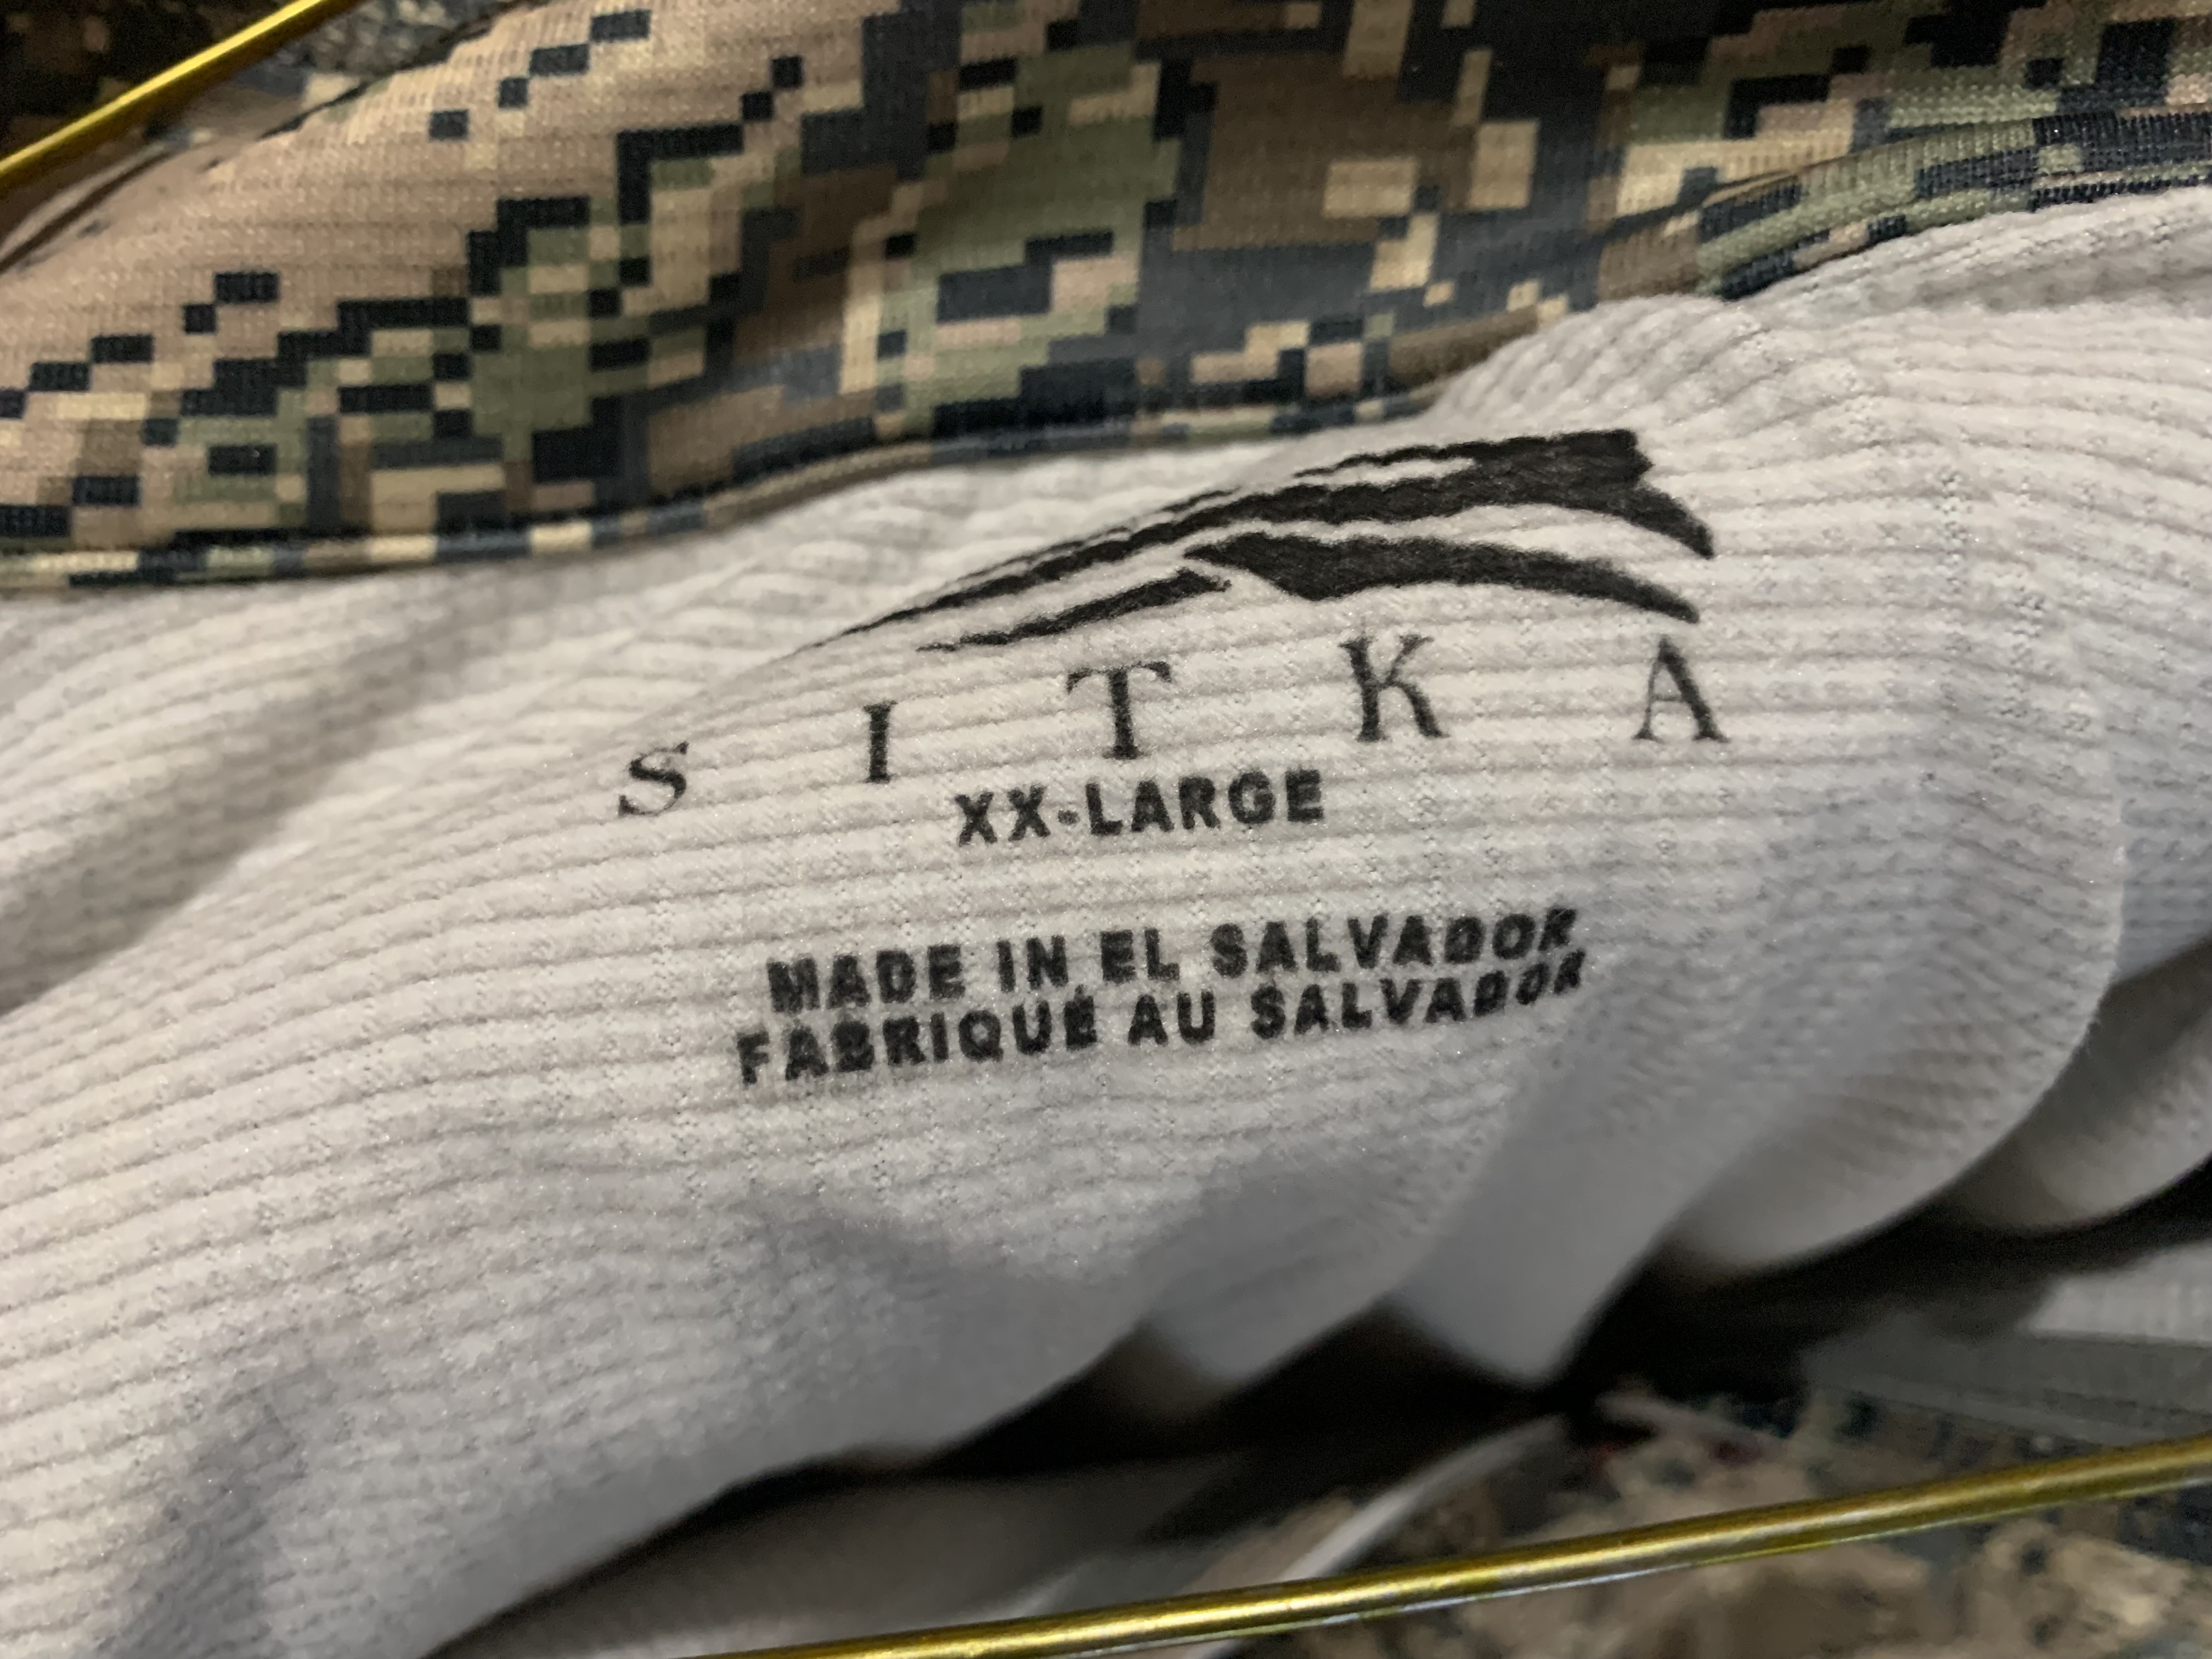 SITKA
XX-LARGE
MADE IN EL SALVADOR
FABRIQUÉ AU SALVADOR